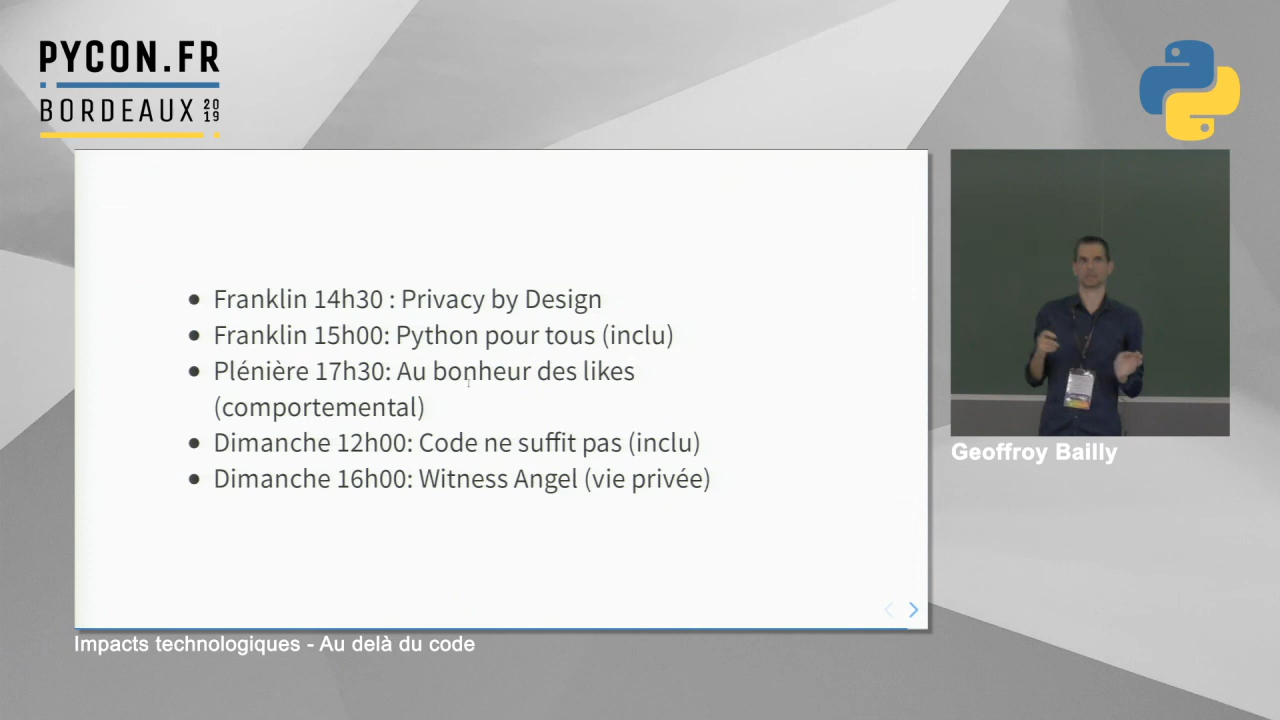 PYCON.FR
BORDEAUX 2019
Franklin 14h30 : Privacy by Design
Franklin 15h00: Python pour tous (inclu)
Plénière 17h30: Au bonheur des likes
(comportemental)
Dimanche 12h00: Code ne suffit pas (inclu)
Dimanche 16h00: Witness Angel (vie privée)
Geoffroy Bailly
Impacts technologiques - Au delà du code